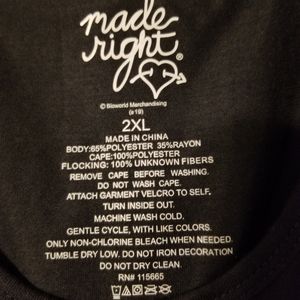 made
right®
© Bioworld Merchandising
(s19)
2XL
MADE IN CHINA
BODY:65%POLYESTER 35%RAYON
CAPE:100%POLYESTER
FLOCKING: 100% UNKNOWN FIBERS
REMOVE CAPE BEFORE WASHING.
DO NOT WASH CAPE.
ATTACH GARMENT VELCRO TO SELF.
TURN INSIDE OUT.
MACHINE WASH COLD.
GENTLE CYCLE, WITH LIKE COLORS.
ONLY NON-CHLORINE BLEACH WHEN NEEDED.
TUMBLE DRY LOW. DO NOT IRON DECORATION
DO NOT DRY CLEAN.
RN# 115665